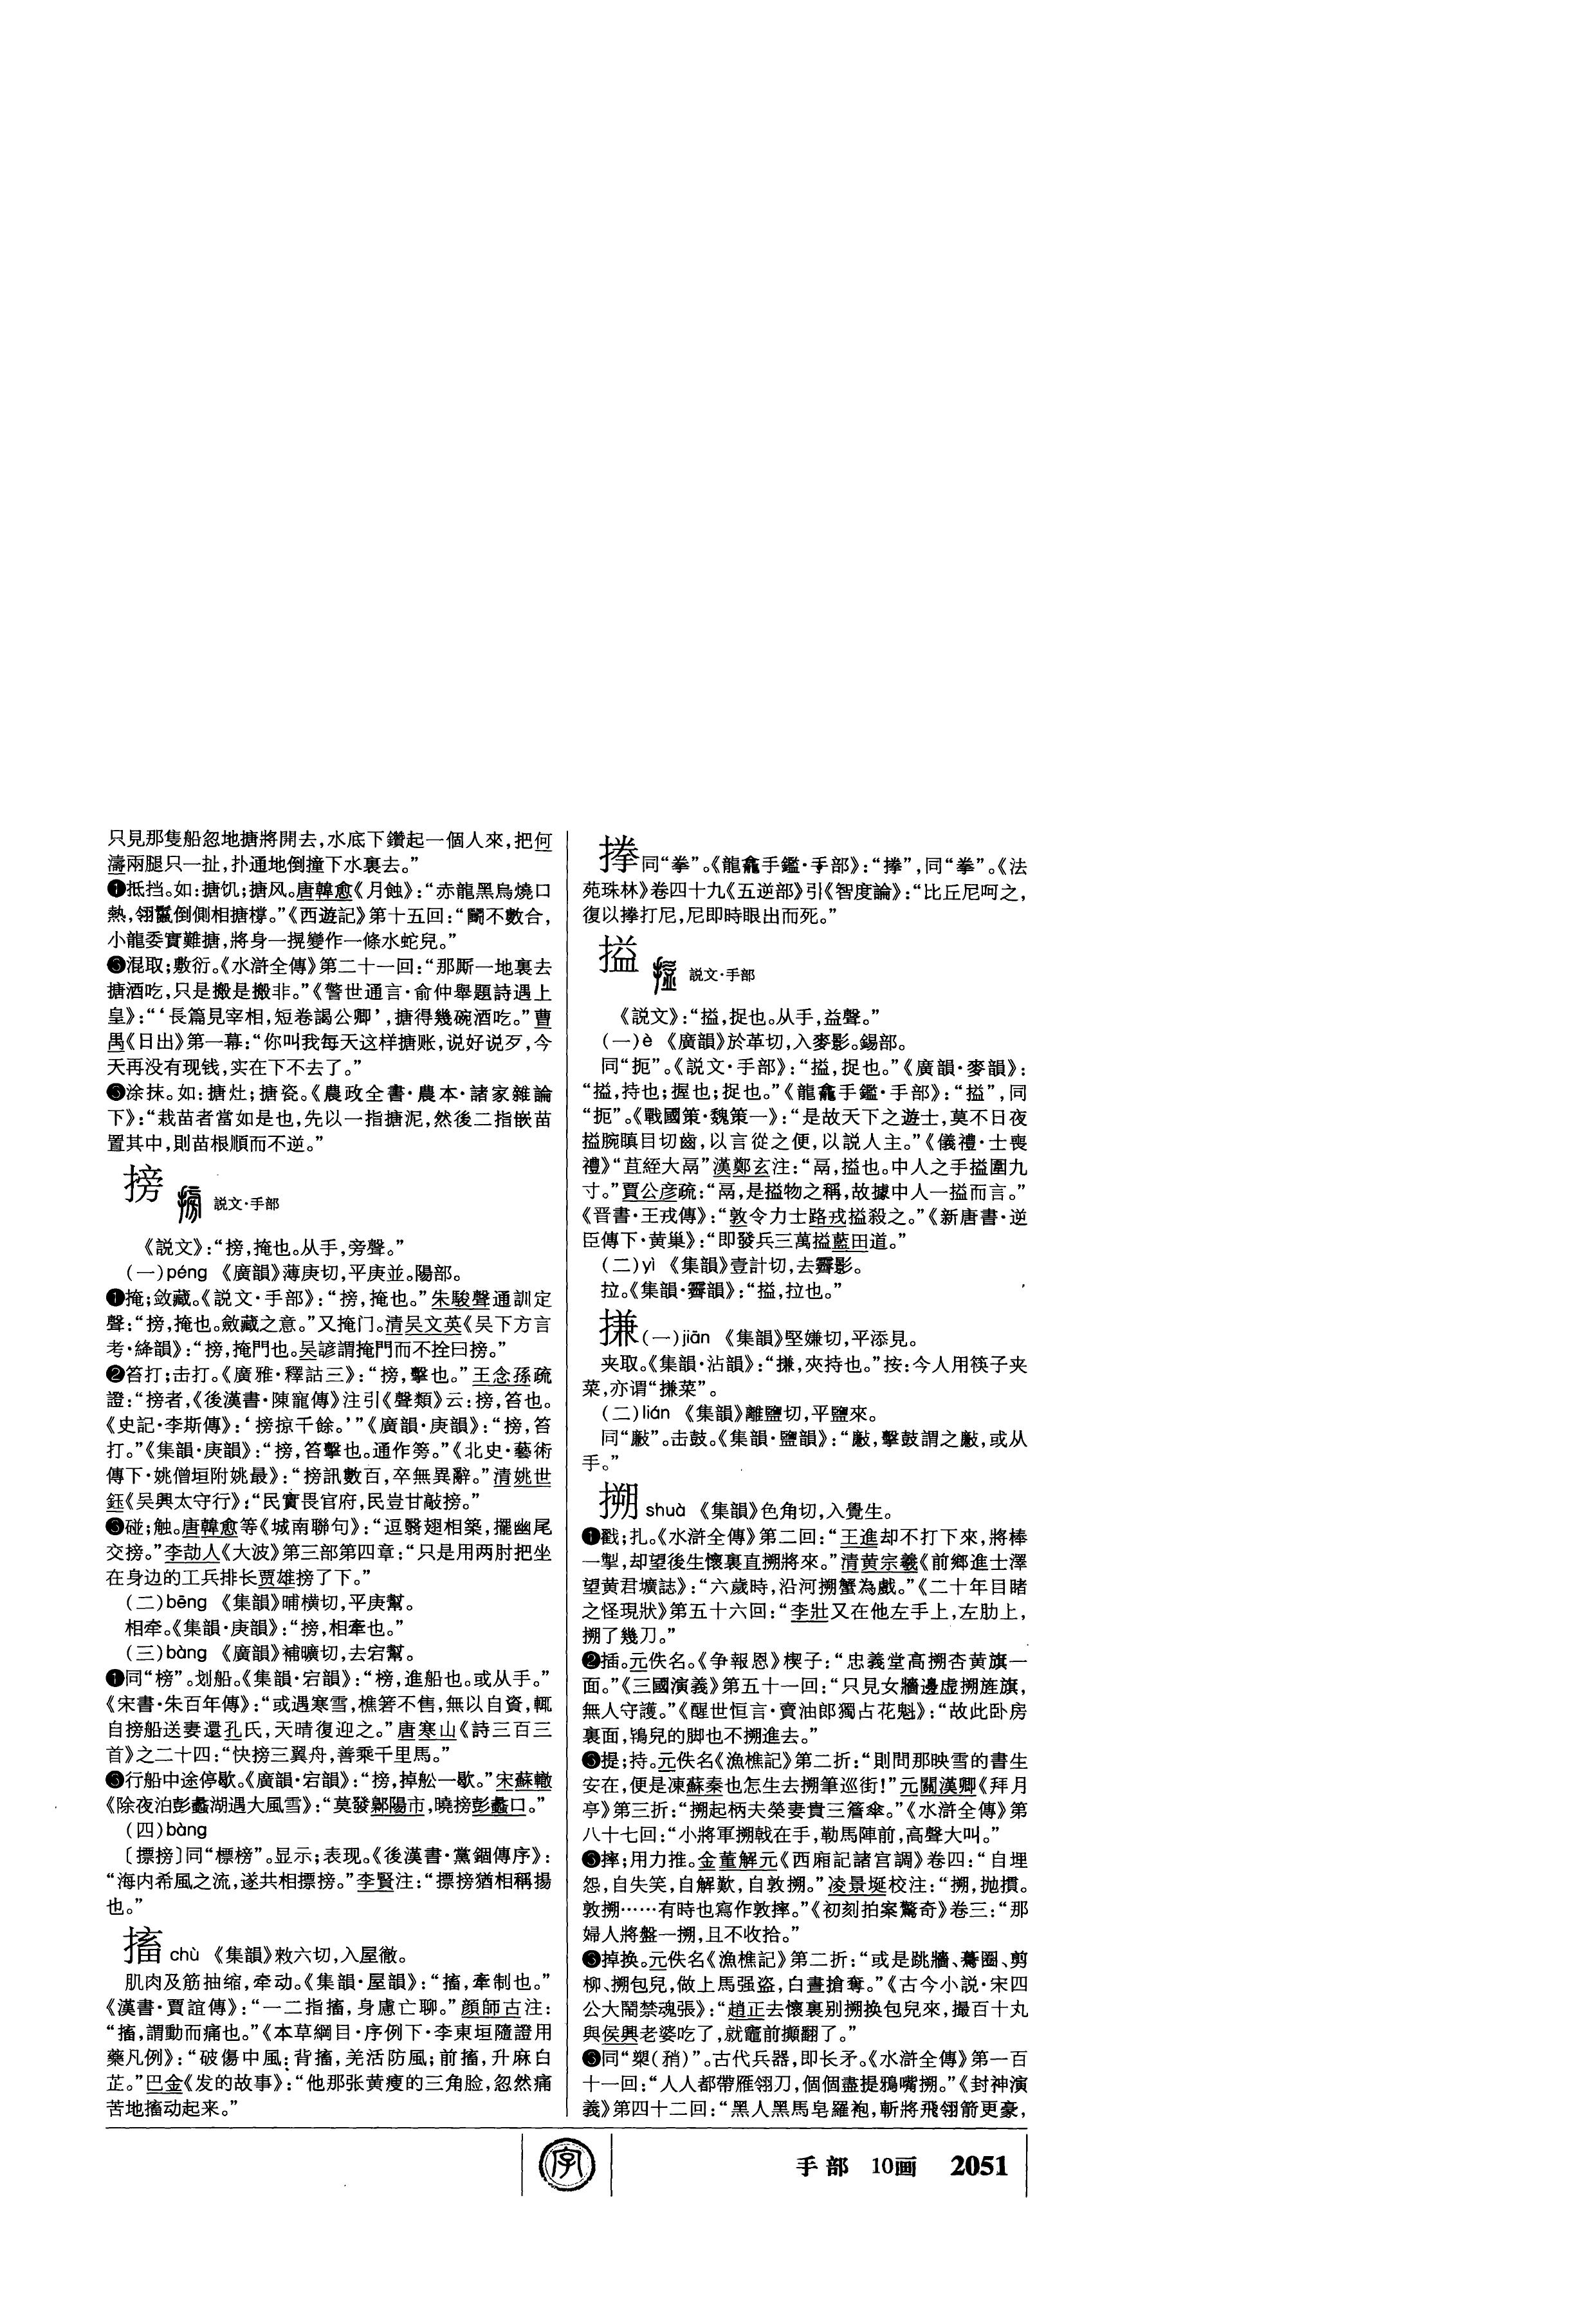 只見那隻船忽地搪將開去,水底下鑽起一個人來,把何
濤兩腿只一扯,扑通地倒撞下水裏去。”
❶抵挡。如:搪饥;搪风。唐韓愈《月蝕》:“赤龍黑烏燒口
熱,翎鬣倒側相搪撐。”《西遊記》第十五回:“鬭不數合,
小龍委實難搪,將身一搅變作一條水蛇兒。”
❸混取;敷衍。《水滸全傳》第二十一回:“那厮一地裏去
搪酒吃,只是搬是搬非。”《警世通言·俞仲舉題詩遇上
皇》:“‘長篇見宰相,短卷謁公卿’,搪得幾碗酒吃。”曹
禺《日出》第一幕:“你叫我每天这样搪账,说好说歹,今
天再没有现钱,实在下不去了。”
❺涂抹。如:搪灶;搪瓷。《農政全書·農本·諸家雜論
下》:“栽苗者當如是也,先以一指搪泥,然後二指嵌苗
置其中,則苗根順而不逆。”
搒 説文·手部
《説文》:“搒,掩也。从手,旁聲。”
(一)péng 《廣韻》薄庚切,平庚並。陽部。
❶掩;敛藏。《説文·手部》:“搒,掩也。”朱駿聲通訓定
聲:“搒,掩也。斂藏之意。”又掩门。清吴文英《吴下方言
考·絳韻》:“搒,掩門也。吴諺謂掩門而不拴曰搒。”
❷笞打;击打。《廣雅·釋詁三》:“搒,擊也。”王念孫疏
證:“搒者,《後漢書·陳寵傳》注引《聲類》云:搒,笞也。
《史記·李斯傳》:‘搒掠千餘。’”《廣韻·庚韻》:“搒,笞
打。”《集韻·庚韻》:“搒,笞擊也。通作篣。”《北史·藝術
傳下·姚僧垣附姚最》:“搒訊數百,卒無異辭。”清姚世
鈺《吴興太守行》:“民實畏官府,民豈甘敲搒。”
❸碰;触。唐韓愈等《城南聯句》:“逗翳翅相築,擺幽尾
交搒。”李劼人《大波》第三部第四章:“只是用两肘把坐
在身边的工兵排长贾雄搒了下。”
(二)bēng 《集韻》晡横切,平庚幫。
相牵。《集韻·庚韻》:“搒,相牽也。”
(三)bàng 《廣韻》補曠切,去宕幫。
❶同“榜”。划船。《集韻·宕韻》:“榜,進船也。或从手。”
《宋書·朱百年傳》:“或遇寒雪,樵箬不售,無以自資,輒
自搒船送妻還孔氏,天晴復迎之。”唐寒山《詩三百三
首》之二十四:“快搒三翼舟,善乘千里馬。”
❺行船中途停歇。《廣韻·宕韻》:“搒,掉舩一歇。”宋蘇轍
《除夜泊彭蠡湖遇大風雪》:“莫發鄡陽市,曉搒彭蠡口。”
(四)bàng
〔摽搒〕同“標榜”。显示;表现。《後漢書·黨錮傳序》:
“海内希風之流,遂共相摽搒。”李賢注:“摽搒猶相稱揚
也。”
搐 chù 《集韻》敕六切,入屋徹。
肌肉及筋抽缩,牵动。《集韻·屋韻》:“搐,牽制也。”
《漢書·賈誼傳》:“一二指搐,身慮亡聊。”顔師古注:
“搐,謂動而痛也。”《本草綱目·序例下·李東垣隨證用
藥凡例》:“破傷中風:背搐,羌活防風;前搐,升麻白
芷。”巴金《发的故事》:“他那张黄瘦的三角脸,忽然痛
苦地搐动起来。”
搼同“拳”。《龍龕手鑑·手部》:“搼”,同“拳”。《法
苑珠林》卷四十九《五逆部》引《智度論》:“比丘尼呵之,
復以搼打尼,尼即時眼出而死。”
搤 説文·手部
《説文》:“搤,捉也。从手,益聲。”
(一)è 《廣韻》於革切,入麥影。錫部。
同“扼”。《説文·手部》:“搤,捉也。”《廣韻·麥韻》:
“搤,持也;握也;捉也。”《龍龕手鑑·手部》:“搤”,同
“扼”。《戰國策·魏策一》:“是故天下之遊士,莫不日夜
搤腕瞋目切齒,以言從之便,以説人主。”《儀禮·士喪
禮》“苴絰大鬲”漢鄭玄注:“鬲,搤也。中人之手搤圍九
寸。”賈公彦疏:“鬲,是搤物之稱,故據中人一搤而言。”
《晋書·王戎傳》:“敦令力士路戎搤殺之。”《新唐書·逆
臣傳下·黄巢》:“即發兵三萬搤藍田道。”
(二)yì 《集韻》壹計切,去霽影。
拉。《集韻·霽韻》:“搤,拉也。”
搛(一)jiān 《集韻》堅嫌切,平添見。
夹取。《集韻·沾韻》:“搛,夾持也。”按:今人用筷子夹
菜,亦谓“搛菜”。
(二)lián 《集韻》離鹽切,平鹽來。
同“㪘”。击鼓。《集韻·鹽韻》:“㪘,擊鼓謂之㪘,或从
手。”
搠 shuò 《集韻》色角切,入覺生。
❶戳;扎。《水滸全傳》第二回:“王進却不打下來,將棒
一掣,却望後生懷裏直搠將來。”清黄宗羲《前鄉進士澤
望黄君壙誌》:“六歲時,沿河搠蟹為戲。”《二十年目睹
之怪現狀》第五十六回:“李壯又在他左手上,左肋上,
搠了幾刀。”
❷插。元佚名。《争報恩》楔子:“忠義堂高搠杏黄旗一
面。”《三國演義》第五十一回:“只見女牆邊虚搠旌旗,
無人守護。”《醒世恒言·賣油郎獨占花魁》:“故此卧房
裏面,鴇兒的脚也不搠進去。”
❸提;持。元佚名《漁樵記》第二折:“則問那映雪的書生
安在,便是凍蘇秦也怎生去搠筆巡街!”元關漢卿《拜月
亭》第三折:“搠起柄夫榮妻貴三簷傘。”《水滸全傳》第
八十七回:“小將軍搠戟在手,勒馬陣前,高聲大叫。”
❸摔;用力推。金董解元《西廂記諸宫調》卷四:“自埋
怨,自失笑,自解歎,自敦搠。”凌景埏校注:“搠,抛摜。
敦搠……有時也寫作敦摔。”《初刻拍案驚奇》卷三:“那
婦人將盤一搠,且不收拾。”
❺掉换。元佚名《漁樵記》第二折:“或是跳牆、驀圈、剪
柳、搠包兒,做上馬强盗,白晝搶奪。”《古今小説·宋四
公大鬧禁魂張》:“趙正去懷裏别搠换包兒來,撮百十丸
與侯興老婆吃了,就竈前攧翻了。”
❻同“槊(矟)”。古代兵器,即长矛。《水滸全傳》第一百
十一回:“人人都帶雁翎刀,個個盡提鴉嘴搠。”《封神演
義》第四十二回:“黑人黑馬皂羅袍,斬將飛翎箭更豪,
字
手部 10画 2051